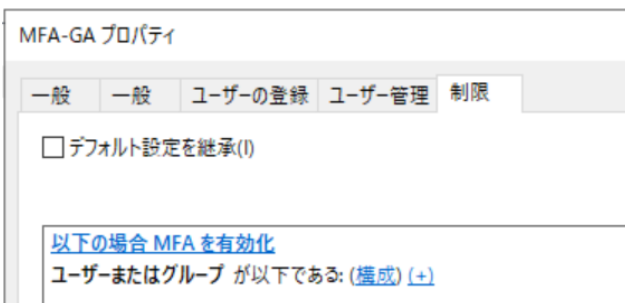 MFA-GA プロパティ
一般 一般 ユーザーの登録 ユーザー管理 制限
デフォルト設定を継承(I)
以下の場合 MFA を有効化
ユーザーまたはグループ が以下である: (構成) (+)